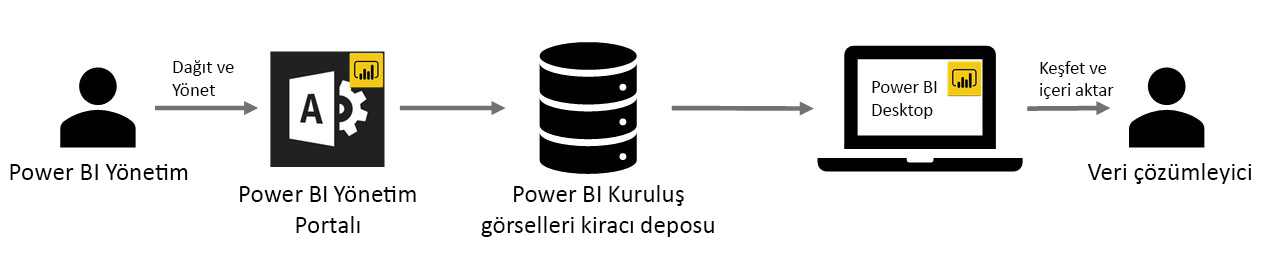 Dağıt ve
Yönet
Power BI Yönetim
A
Power BI Yönetim
Portalı
Power BI Kuruluş
görselleri kiracı deposu
Power BI
Desktop
Keşfet ve
içeri aktar
Veri çözümleyici